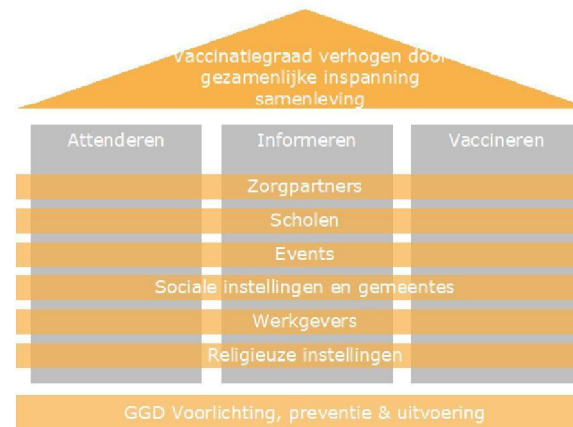 Vaccinatiegraad verhogen door
gezamenlijke inspanning
samenleving
Attenderen
Informeren
Vaccineren
Zorgpartners
Scholen
Events
Sociale instellingen en gemeentes
Werkgevers
Religieuze instellingen
GGD Voorlichting, preventie & uitvoering